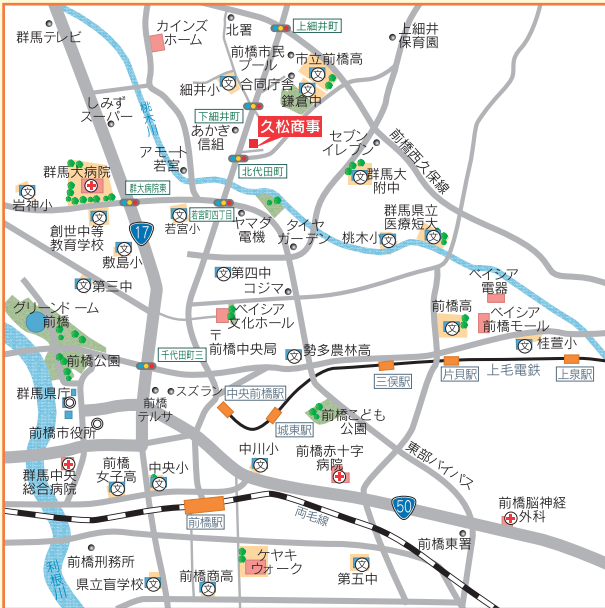 群馬テレビ
カインズ
ホーム
北署
上細井町
上細井
保育園
前橋市民
プール
市立前橋高
細井小
合同庁舎
鎌倉中
しみず
スーパー
桃木川
下細井町
あかぎ
信組
久松商事
セブン
イレブン
前橋西久保線
アモート
若宮
北代田町
群馬大病院
群馬大
附中
岩神小
群大病院東
若宮町四丁目
創世中等
教育学校
17
若宮小
ヤマダ
電機
タイヤ
ガーデン
桃木小
群馬県立
医療短大
敷島小
第三中
第四中
コジマ
ベイシア
電器
グリーンドーム
前橋
ベイシア
文化ホール
〒
前橋中央局
前橋高
ベイシア
前橋モール
桂萱小
前橋公園
千代田町三
勢多農林高
三俣駅
片貝駅
上毛電鉄
上泉駅
群馬県庁
前橋
テルサ
スズラン
中央前橋駅
城東駅
前橋こども
公園
前橋市役所
東部バイパス
群馬中央
総合病院
前橋
女子高
中央小
中川小
前橋赤十字
病院
50
前橋脳神経
外科
前橋駅
両毛線
前橋東署
前橋刑務所
利根川
県立盲学校
前橋商高
ケヤキ
ウォーク
第五中